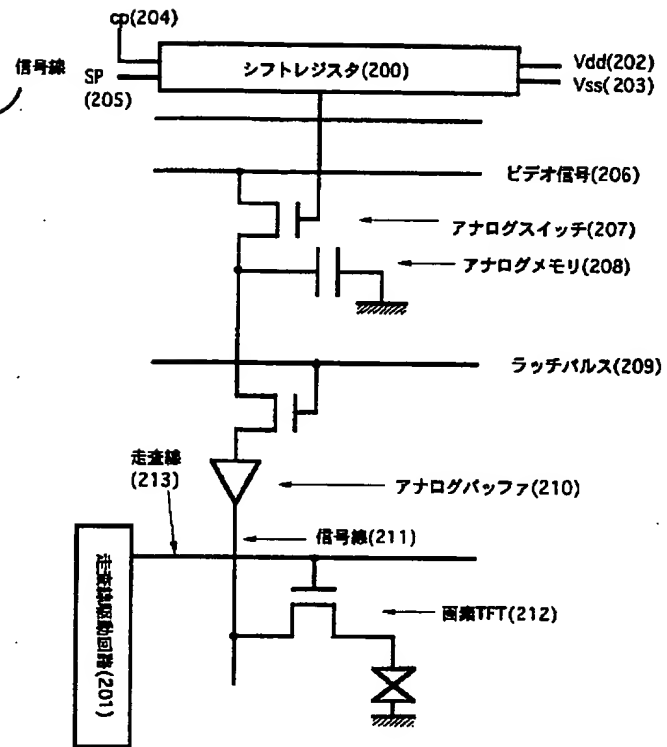 cp(204)
信号線
SP
(205)
シフトレジスタ(200)
Vdd(202)
Vss(203)
ビデオ信号(206)
アナログスイッチ(207)
アナログメモリ(208)
ラッチパルス(209)
走査線
(213)
アナログバッファ(210)
信号線(211)
走査線駆動回路(201)
画素TFT(212)